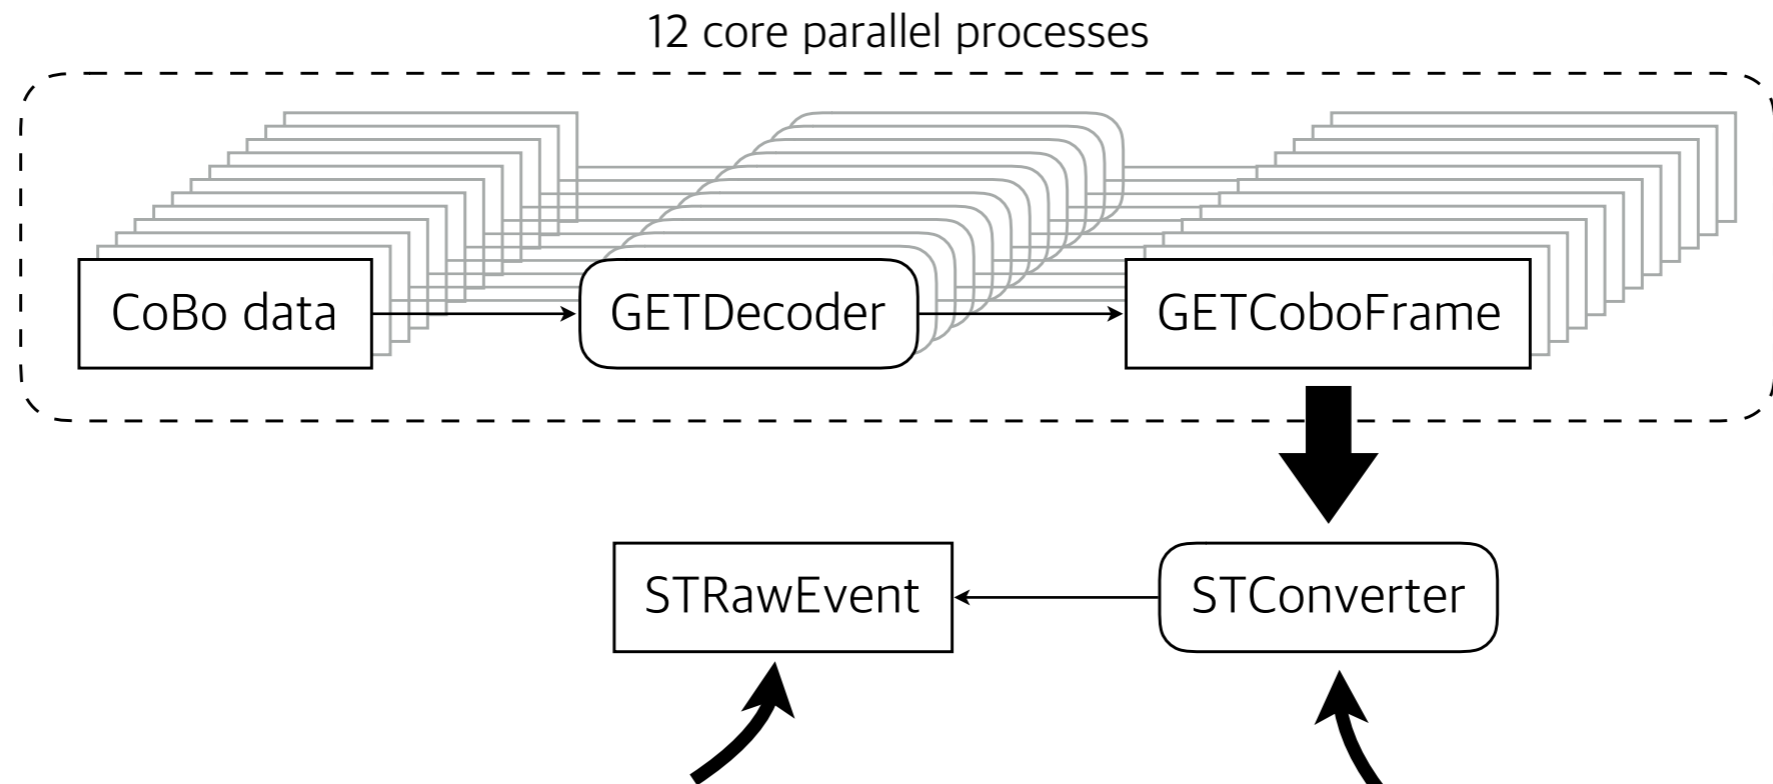 12 core parallel processes
CoBo data
GETDecoder
GETCoboFrame
STRawEvent
STConverter